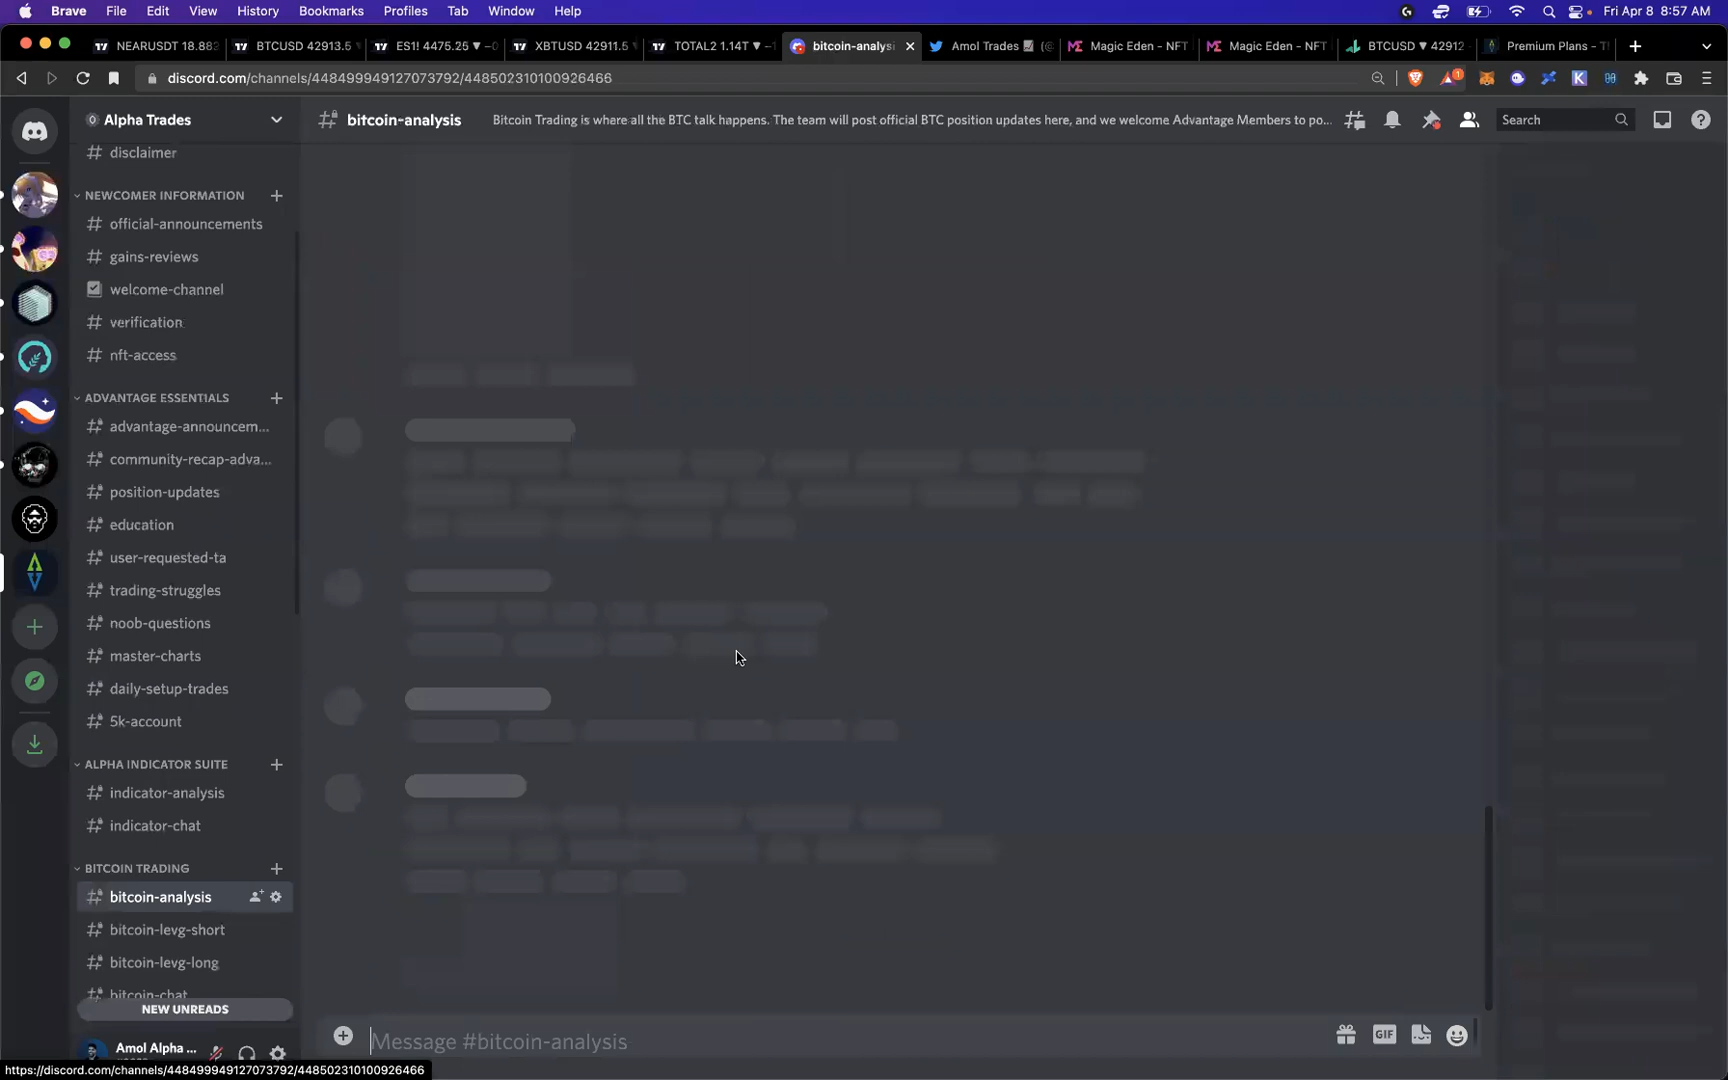 Brave File Edit View History Bookmarks Profiles Tab Window Help Fri Apr 8 8:57 AM
NEARUSDT 18.882 BTCUSD 42913.5 ES1! 4475.25 XBTUSD 42911.5 TOTAL2 1.14T bitcoin-analysi Amol Trades Magic Eden - NFT Magic Eden - NFT BTCUSD ▼ 42912 Premium Plans - T
discord.com/channels/448499949127073792/448502310100926466 1
Alpha Trades
# bitcoin-analysis Bitcoin Trading is where all the BTC talk happens. The team will post official BTC position updates here, and we welcome Advantage Members to po... Search
disclaimer
NEWCOMER INFORMATION
official-announcements
gains-reviews
welcome-channel
verification
nft-access
ADVANTAGE ESSENTIALS
advantage-announcem...
community-recap-adva...
position-updates
education
user-requested-ta
trading-struggles
noob-questions
master-charts
daily-setup-trades
5k-account
ALPHA INDICATOR SUITE
indicator-analysis
indicator-chat
BITCOIN TRADING
bitcoin-analysis
bitcoin-levg-short
bitcoin-levg-long
bitcoin-chat
NEW UNREADS
Message #bitcoin-analysis GIF
Amol Alpha ...
https://discord.com/channels/448499949127073792/448502310100926466